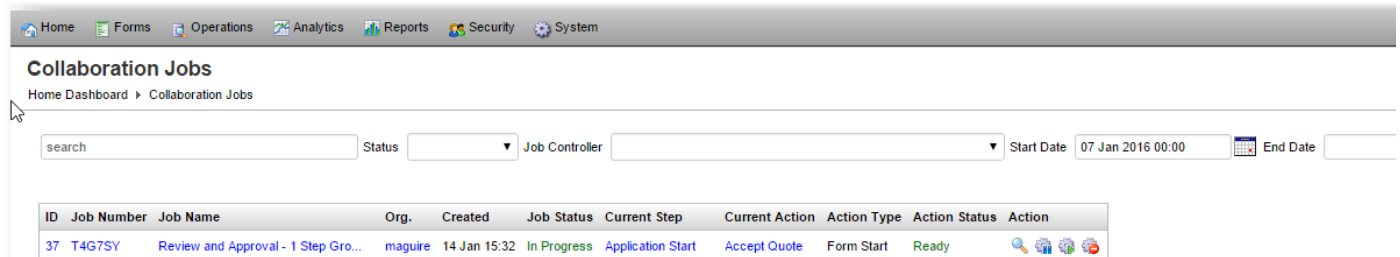 Home Forms Operations Analytics Reports Security System
Collaboration Jobs
Home Dashboard Collaboration Jobs
search Status Job Controller Start Date 07 Jan 2016 00:00 End Date
ID Job Number Job Name Org. Created Job Status Current Step Current Action Action Type Action Status Action
37 T4G7SY Review and Approval - 1 Step Gro... maguire 14 Jan 15:32 In Progress Application Start Accept Quote Form Start Ready